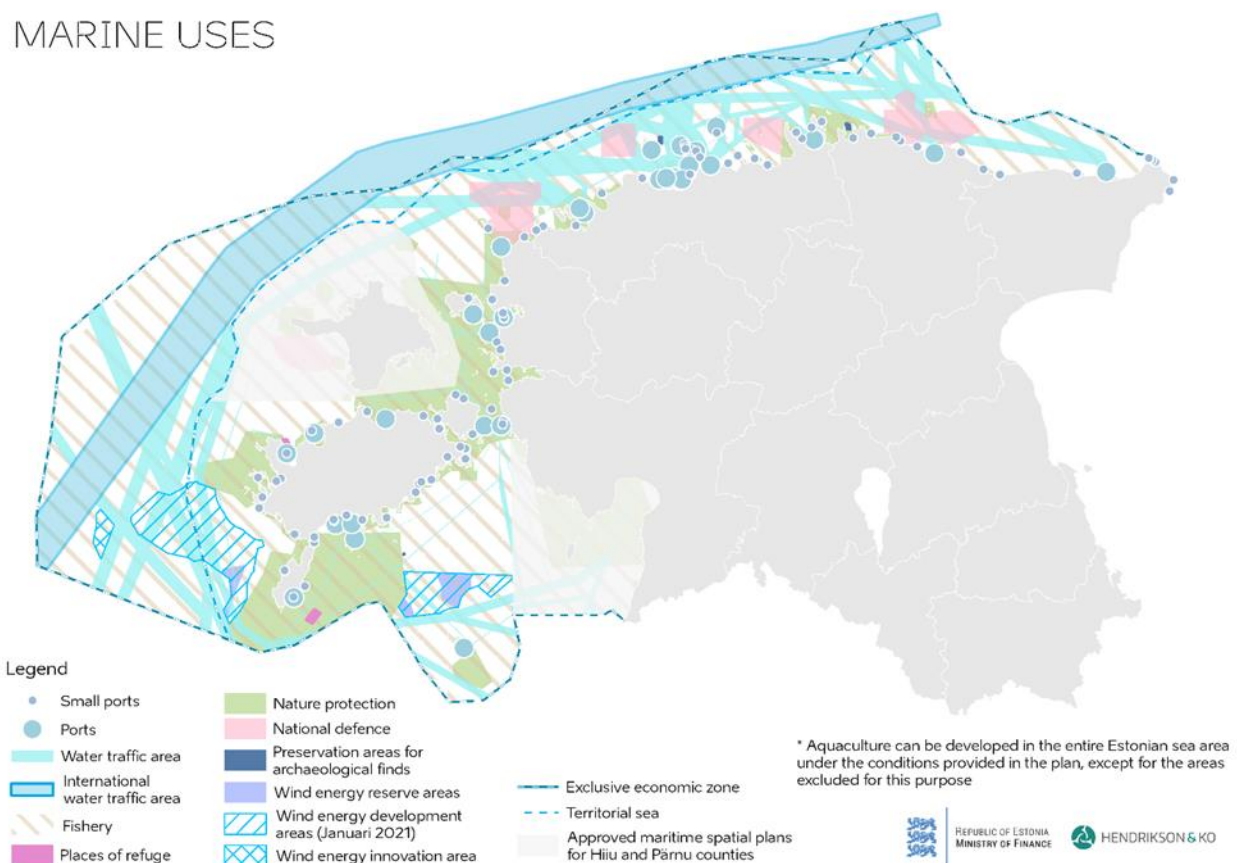 MARINE USES
Legend
Small ports
Ports
Water traffic area
International
water traffic area
Fishery
Places of refuge
Nature protection
National defence
Preservation areas for
archaeological finds
Wind energy reserve areas
Wind energy development
areas (Januari 2021)
Wind energy innovation area
Exclusive economic zone
Territorial sea
Approved maritime spatial plans
for Hiiu and Pärnu counties
* Aquaculture can be developed in the entire Estonian sea area
under the conditions provided in the plan, except for the areas
excluded for this purpose
REPUBLIC OF ESTONIA
MINISTRY OF FINANCE
HENDRIKSON & KO